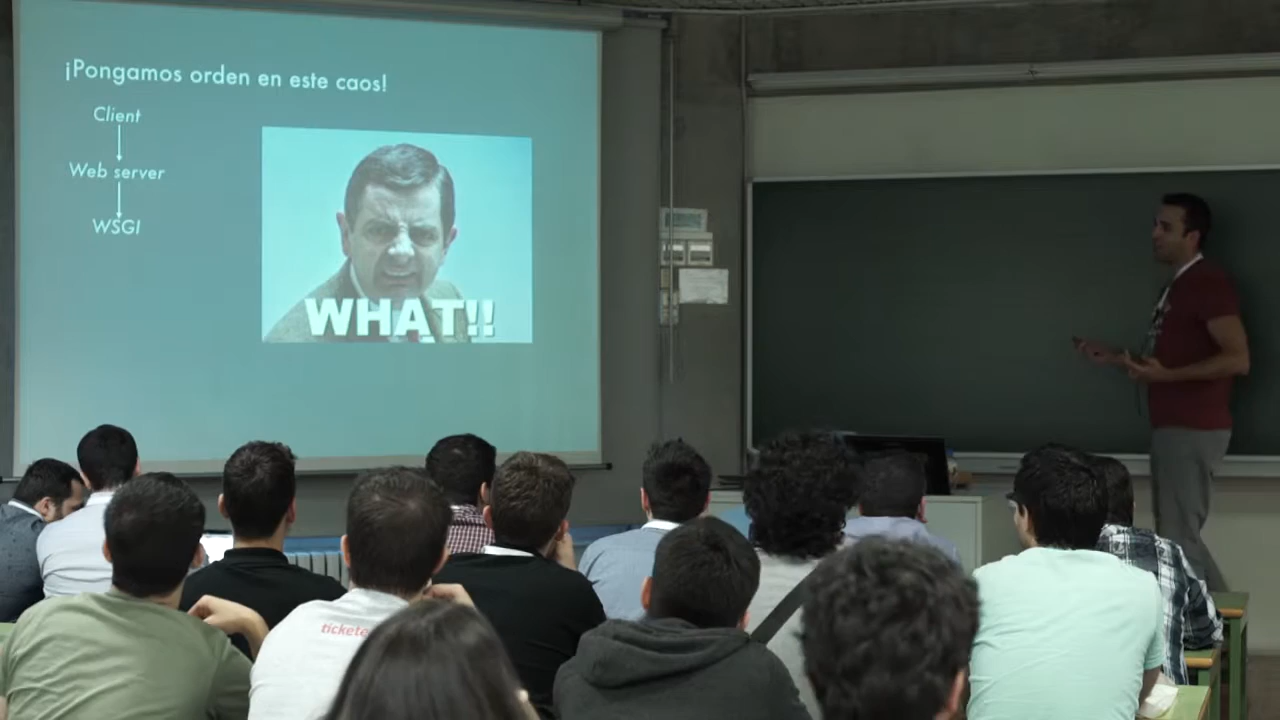 ¡Pongamos orden en este caos!
Client
Web server
WSGI
WHAT!!